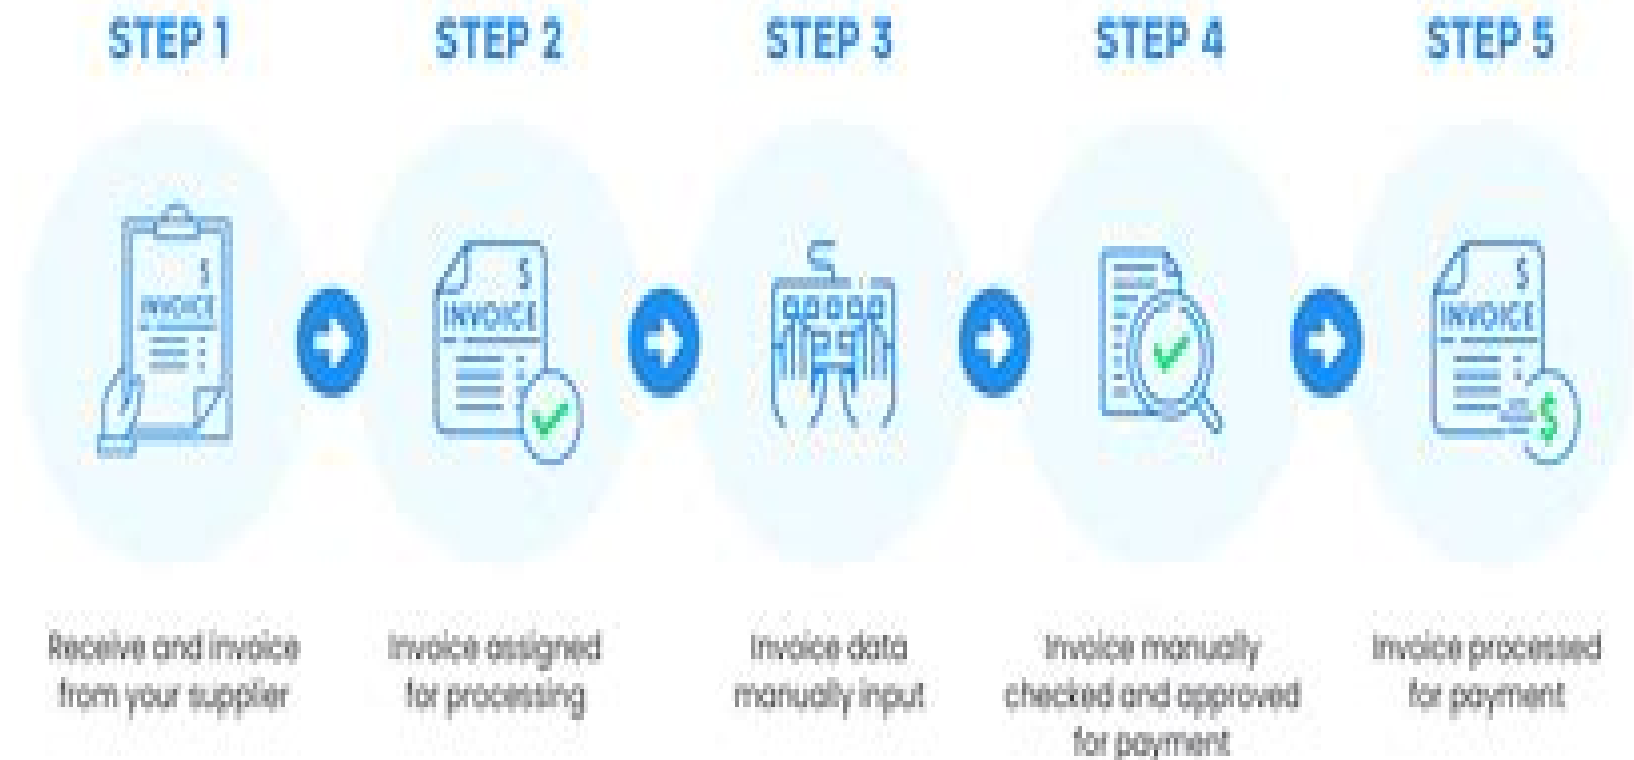 STEP 1
STEP 2
STEP 3
STEP 4
STEP 5
$
INVOICE
$
INVOICE
$
INVOICE
$
Receive and invoice
from your supplier
Invoice assigned
for processing
Invoice data
manually input
Invoice manually
checked and approved
for payment
Invoice processed
for payment